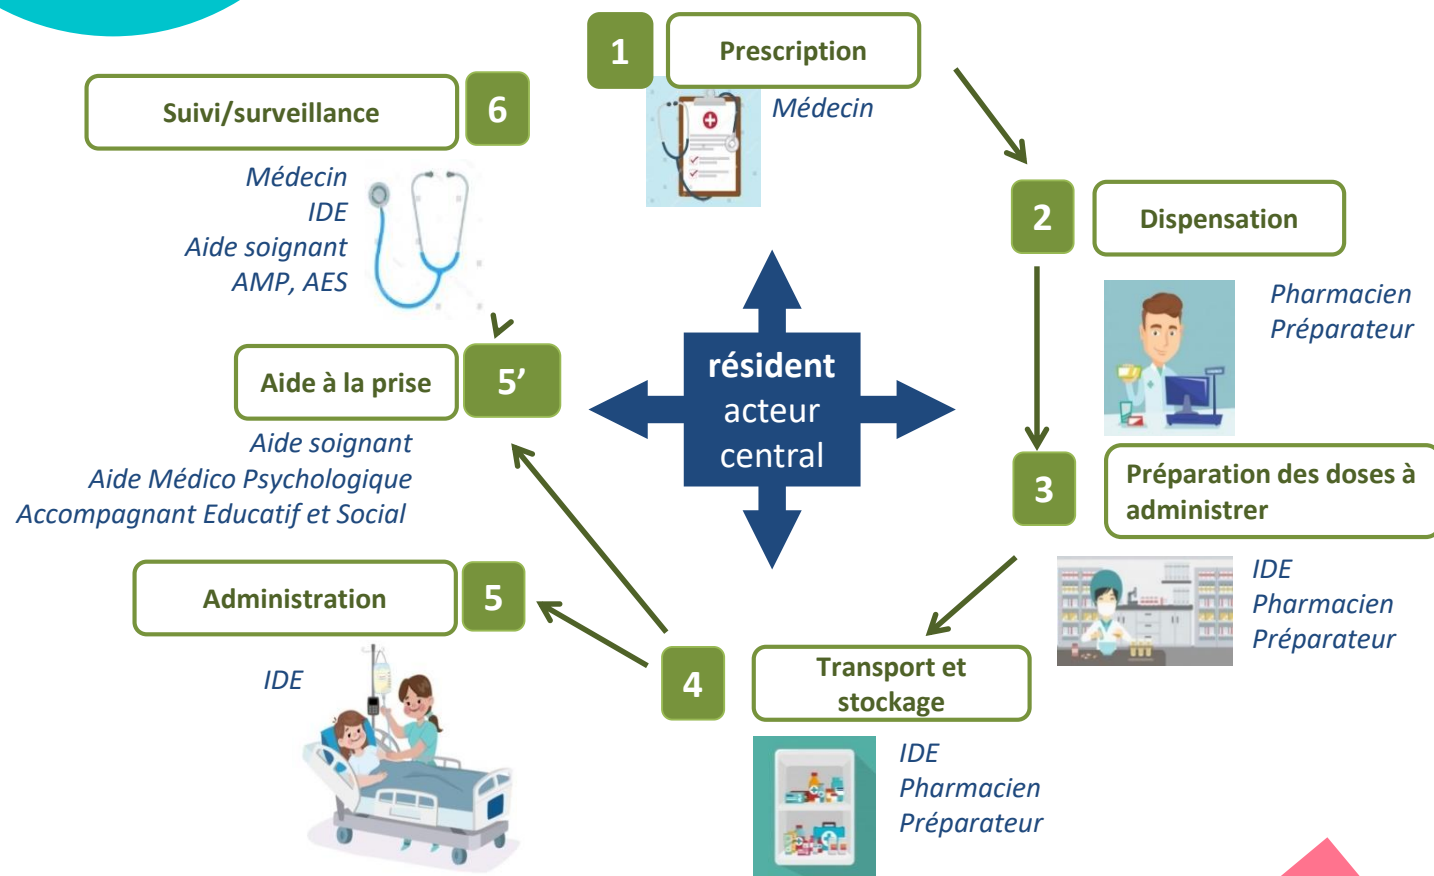 1
Prescription
Médecin
2
Dispensation
Pharmacien
Préparateur
3
Préparation des doses à
administrer
IDE
Pharmacien
Préparateur
4
Transport et
stockage
IDE
Pharmacien
Préparateur
5
Administration
IDE
5’
Aide à la prise
Aide soignant
Aide Médico Psychologique
Accompagnant Educatif et Social
6
Suivi/surveillance
Médecin
IDE
Aide soignant
AMP, AES
résident
acteur
central